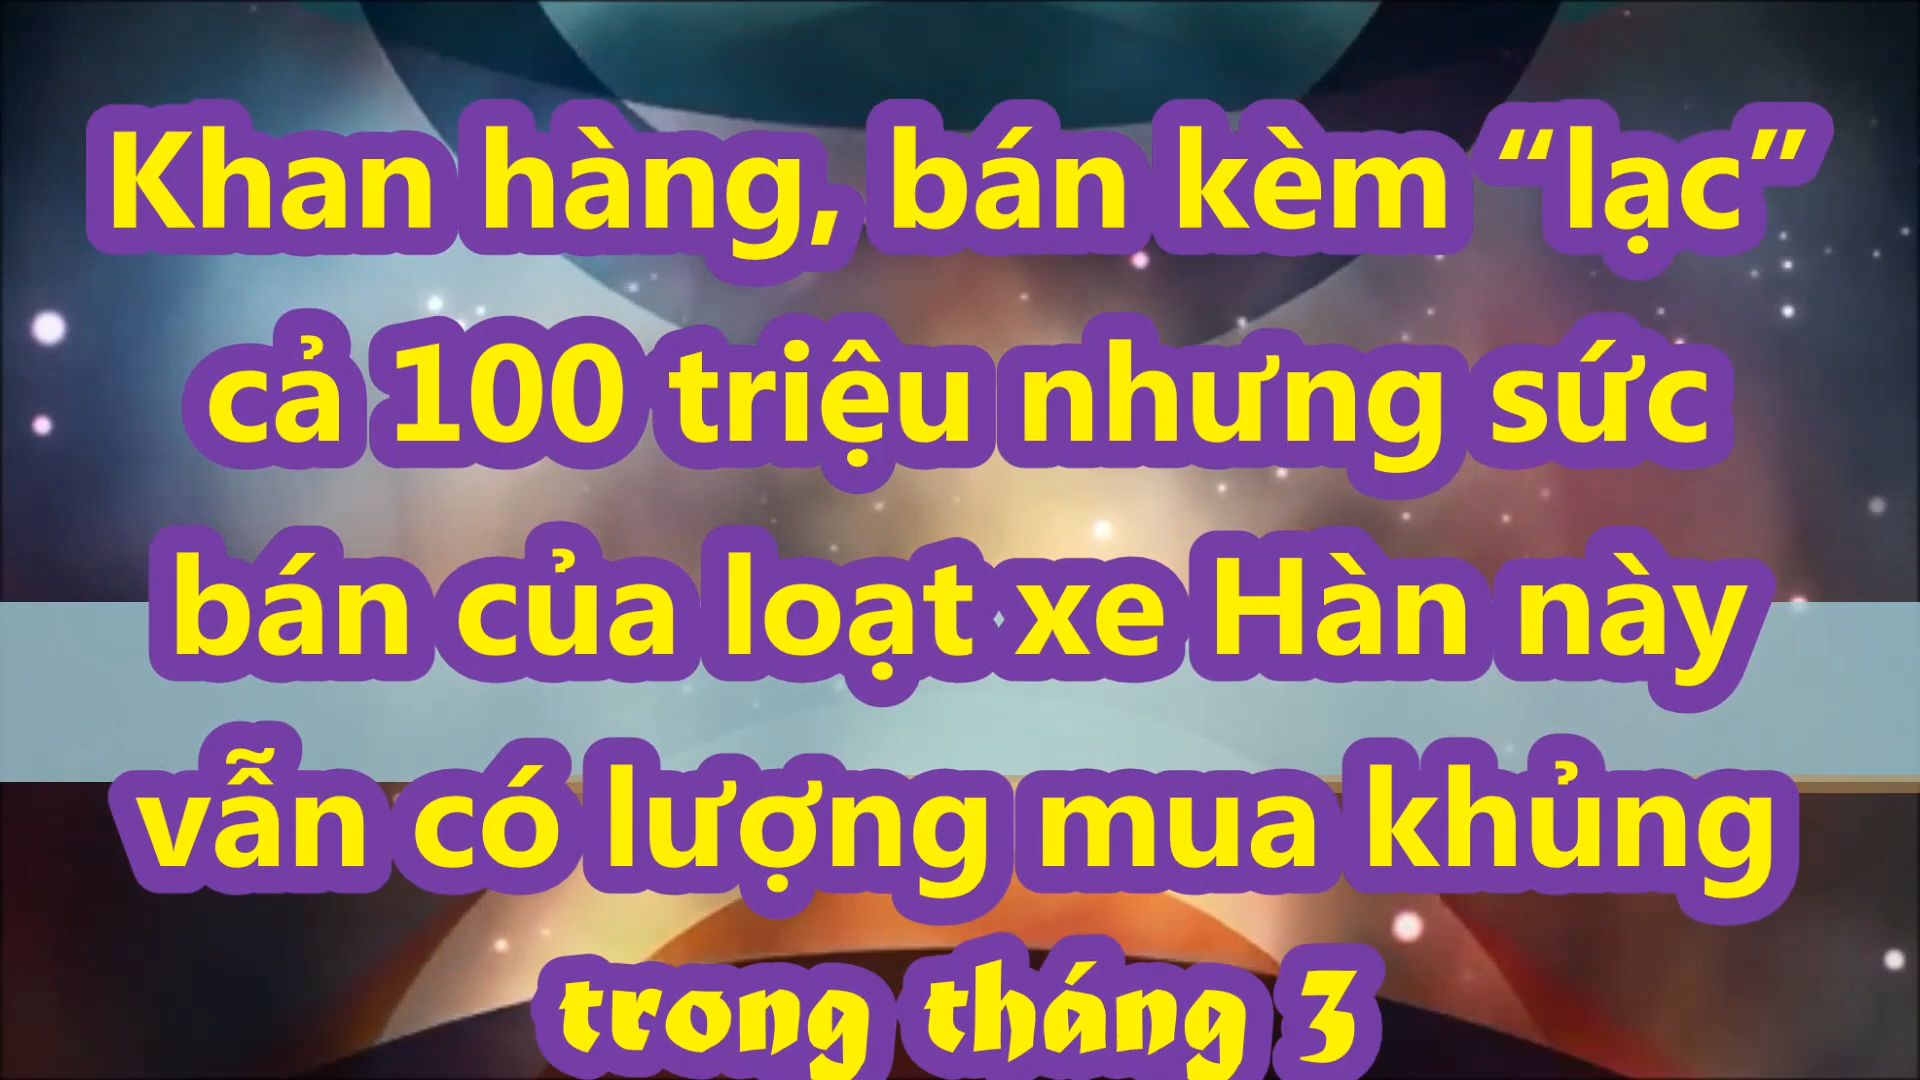 Khan hàng, bán kèm “lạc”
cả 100 triệu nhưng sức
bán của loạt xe Hàn này
vẫn có lượng mua khủng
trong tháng 3